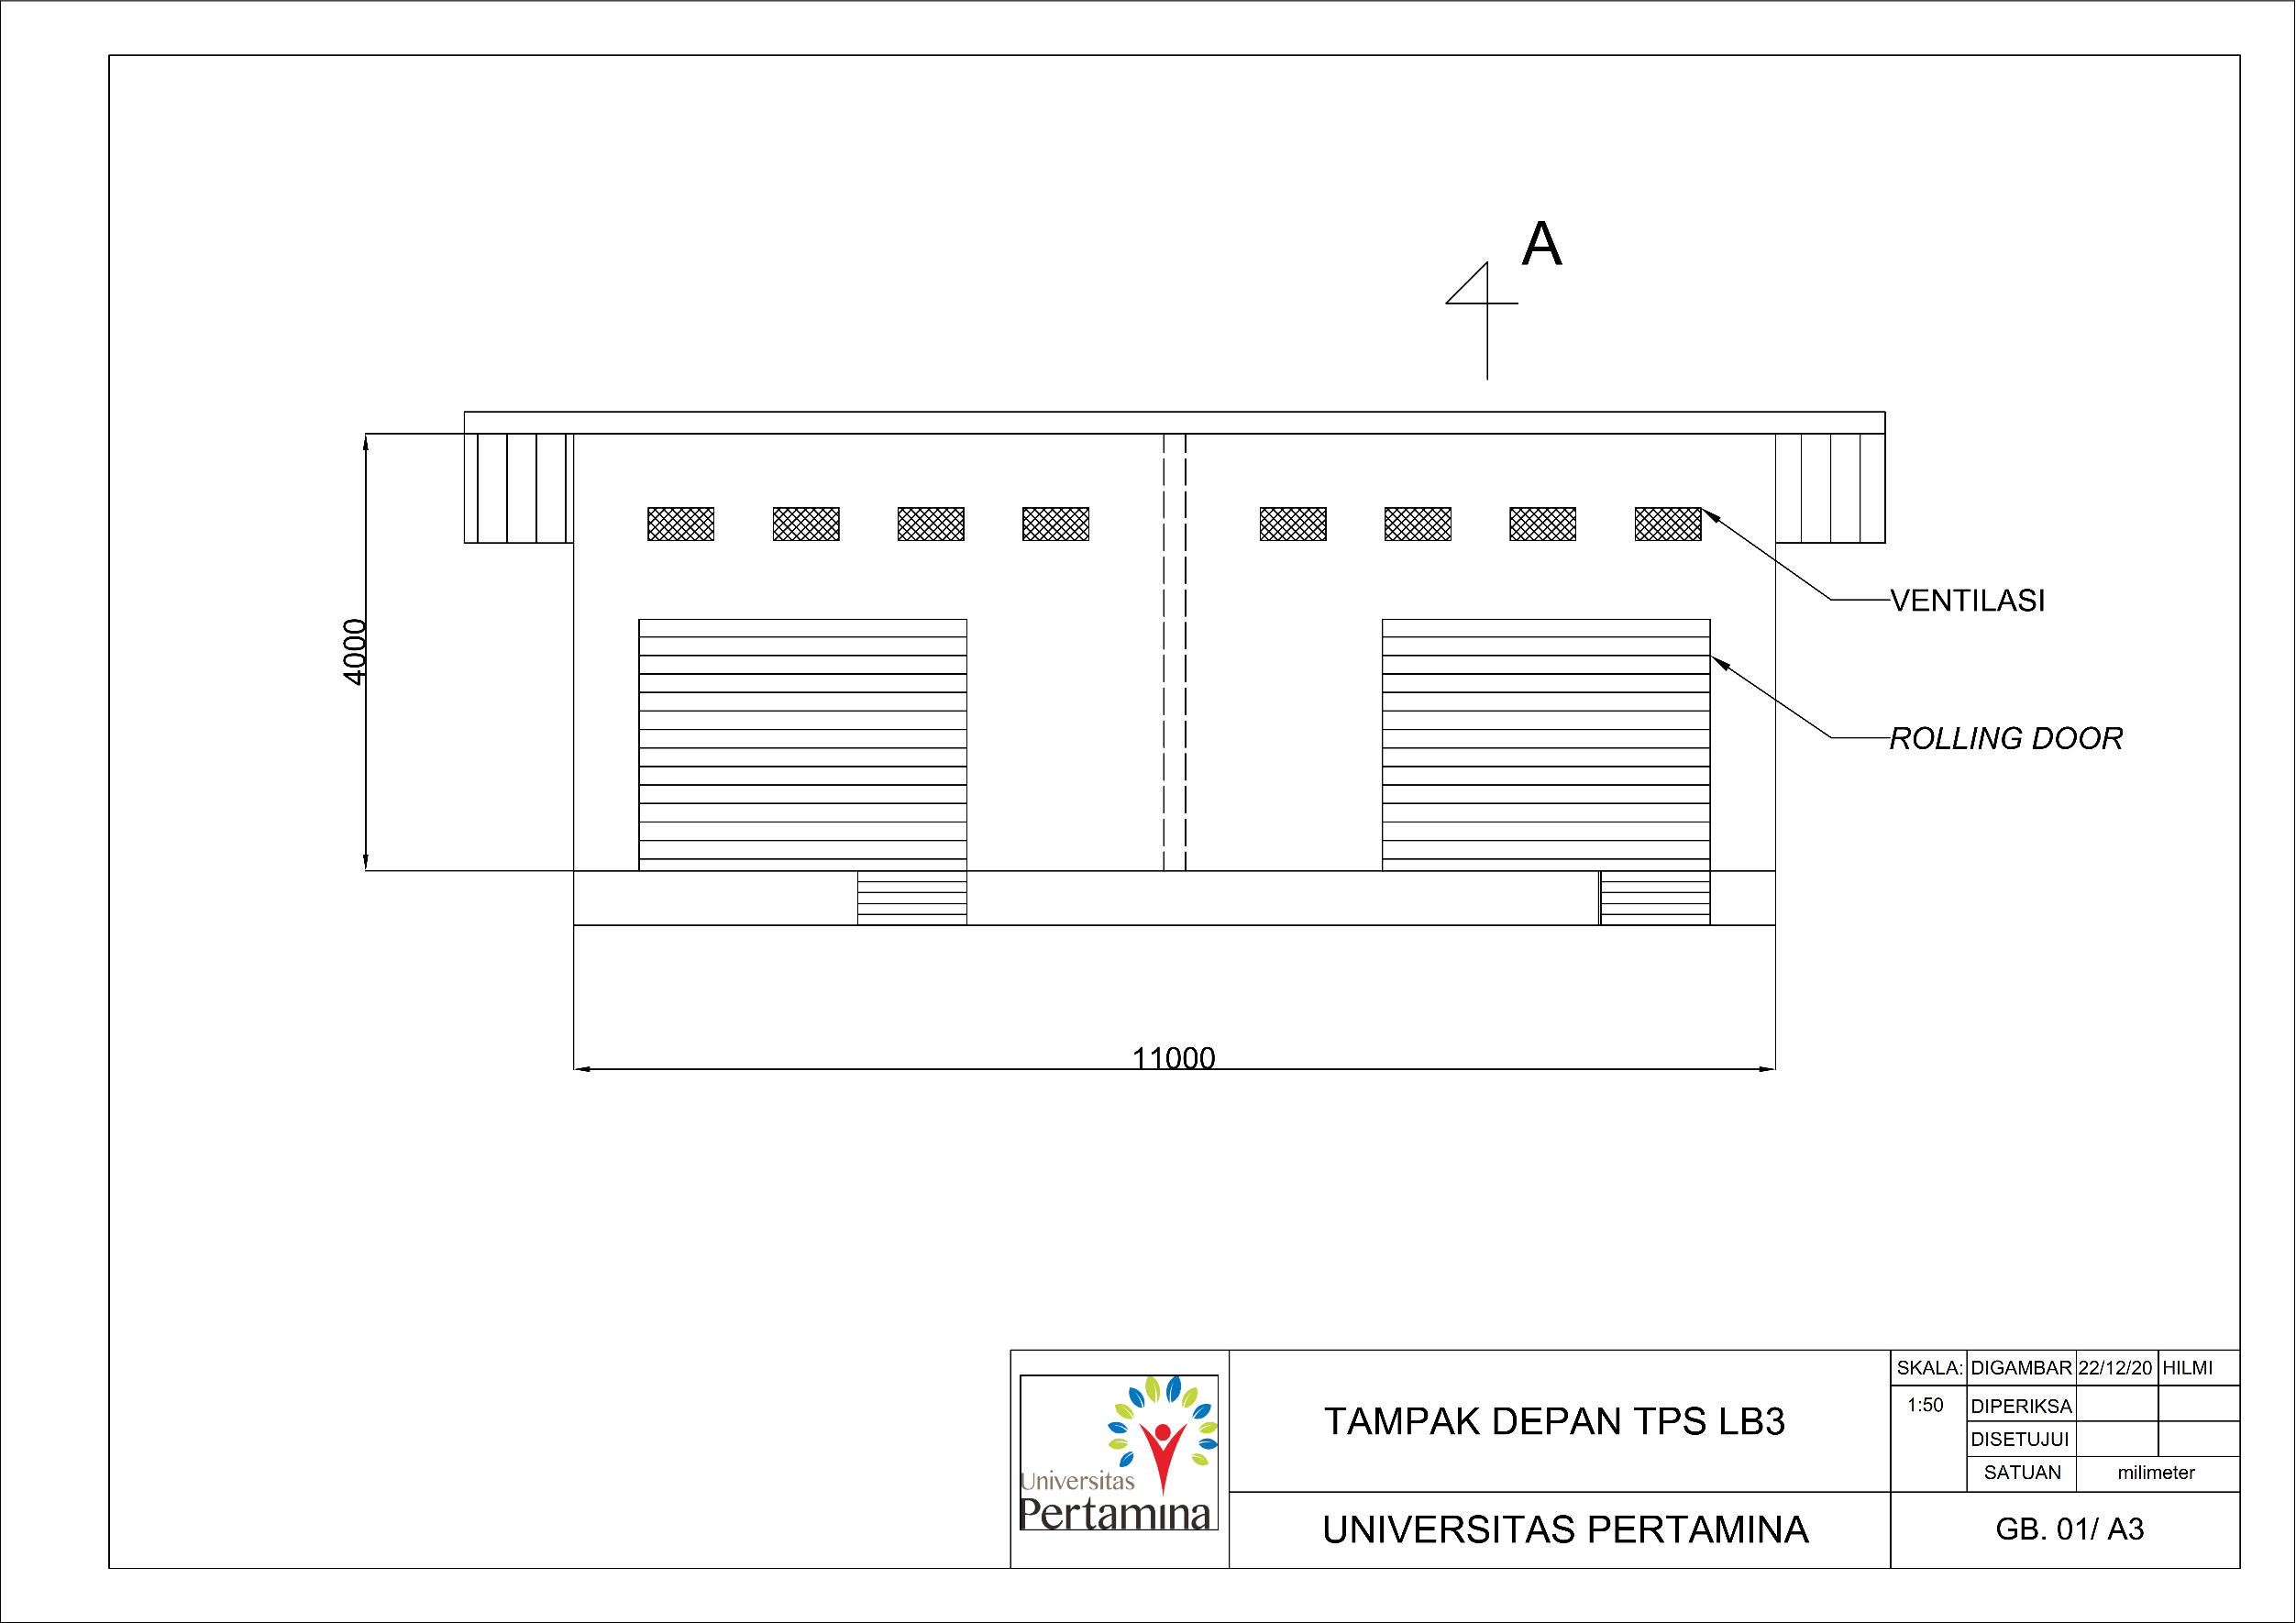 A
VENTILASI
4000
ROLLING DOOR
11000
Universitas
Pertamina
TAMPAK DEPAN TPS LB3
UNIVERSITAS PERTAMINA
SKALA: DIGAMBAR 22/12/20 HILMI
1:50 DIPERIKSA
DISETUJUI
SATUAN milimeter
GB. 01/ A3